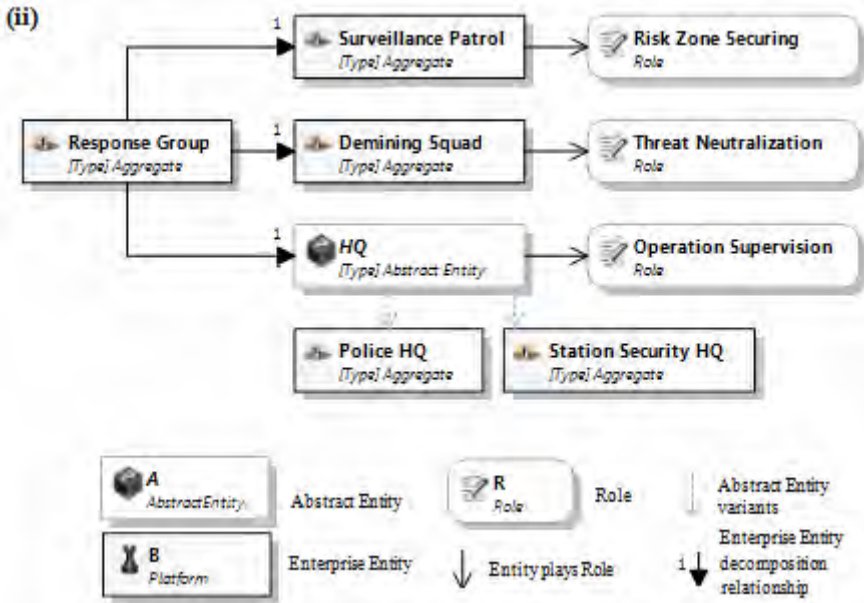 (ii)
1
Surveillance Patrol
[Type] Aggregate
Risk Zone Securing
Role
Response Group
[Type] Aggregate
1
Demining Squad
[Type] Aggregate
Threat Neutralization
Role
1
HQ
[Type] Abstract Entity
Operation Supervision
Role
Police HQ
[Type] Aggregate
Station Security HQ
[Type] Aggregate
A
AbstractEntity
Abstract Entity
R
Role
Role
Abstract Entity
variants
B
Platform
Enterprise Entity
Entity plays Role
1
Enterprise Entity
decomposition
relationship